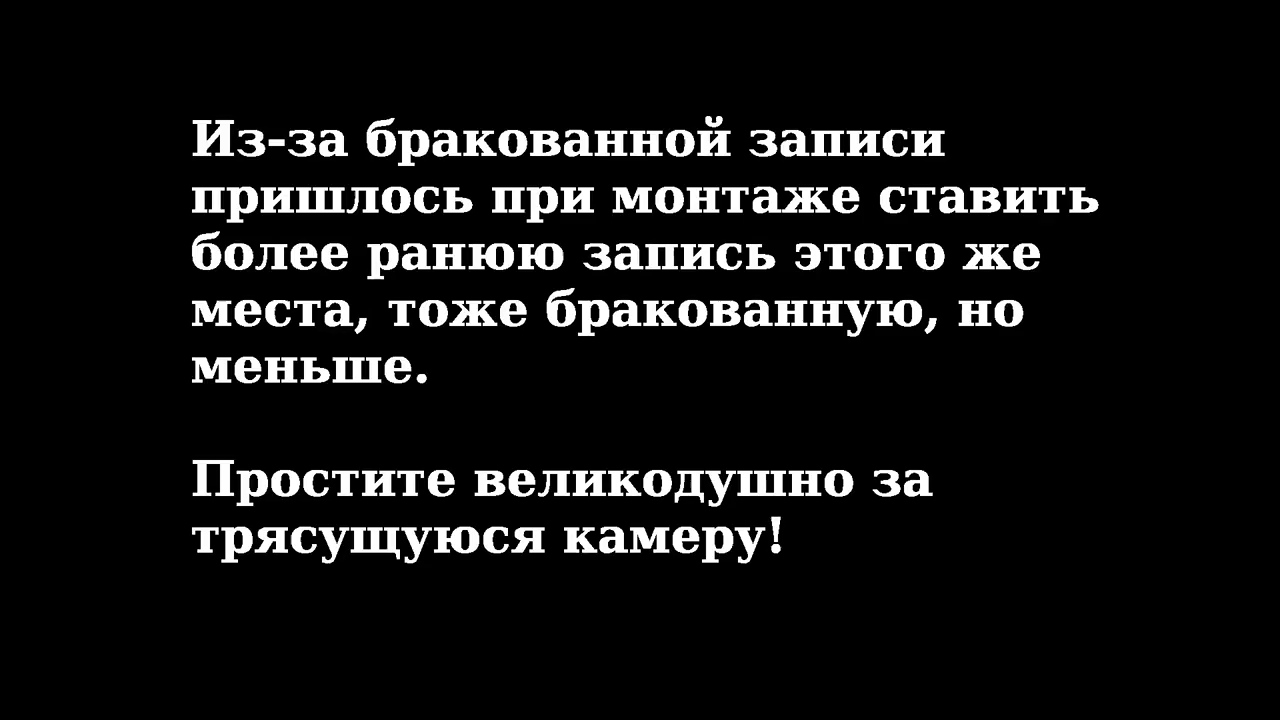 Из-за бракованной записи
пришлось при монтаже ставить
более ранюю запись этого же
места, тоже бракованную, но
меньше.
Простите великодушно за
трясущуюся камеру!